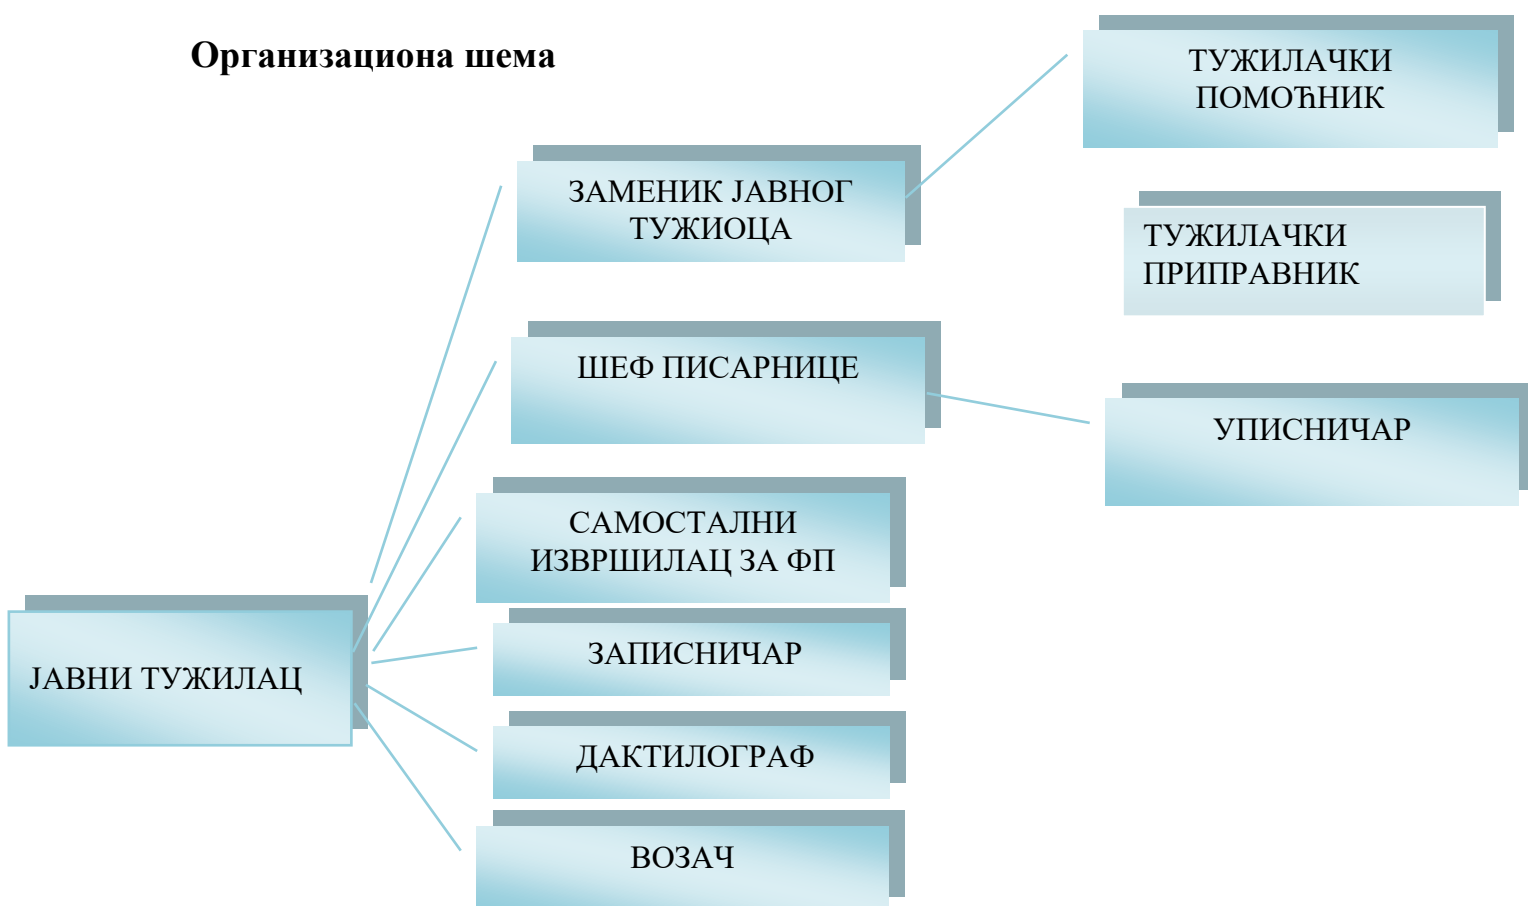 Организациона шема
ТУЖИЛАЧКИ
ПОМОЋНИК
ЗАМЕНИК ЈАВНОГ
ТУЖИОЦА
ТУЖИЛАЧКИ
ПРИПРАВНИК
ШЕФ ПИСАРНИЦЕ
УПИСНИЧАР
САМОСТАЛНИ
ИЗВРШИЛАЦ ЗА ФП
ЗАПИСНИЧАР
ЈАВНИ ТУЖИЛАЦ
ДАКТИЛОГРАФ
ВОЗАЧ